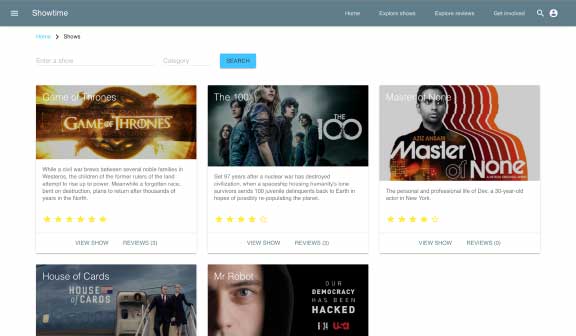 Showtime
Home
Explore shows
Explore reviews
Get involved
Home
Shows
Enter a show
Category
SEARCH
Game of Thrones
GAME OF THRONES
While a civil war brews between several noble families in
Westeros, the children of the former rulers of the land
attempt to rise up to power. Meanwhile a forgotten race,
bent on destruction, plans to return after thousands of
years in the North.
VIEW SHOW
REVIEWS (3)
The 100
THE
100
Set 97 years after a nuclear war has destroyed
civilization, when a spaceship housing humanity's lone
survivors sends 100 juvenile delinquents back to Earth in
hopes of possibly re-populating the planet.
VIEW SHOW
Master of None
AZIZ ANSARI
Master
of None
The personal and professional life of Dev, a 30-year-old
actor in New York.
VIEW SHOW
REVIEWS (0)
House of Cards
HOUSE
of CARDS
Mr Robot
OUR
DEMOCRACY
HAS BEEN
HACKED
USA